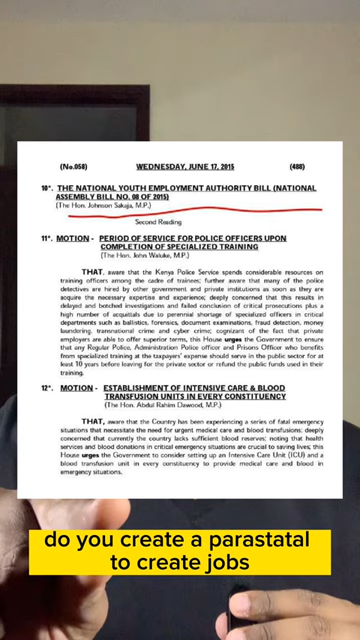 (No.058) WEDNESDAY, JUNE 17, 2015 (488)
10*. THE NATIONAL YOUTH EMPLOYMENT AUTHORITY BILL (NATIONAL
ASSEMBLY BILL NO. 08 OF 2015)
(The Hon. Johnson Sakaja, M.P.)
Second Reading
11*. MOTION - PERIOD OF SERVICE FOR POLICE OFFICERS UPON
COMPLETION OF SPECIALIZED TRAINING
(The Hon. John Waluke, M.P.)
THAT, aware that the Kenya Police Service spends considerable resources on
training officers among the cadre of trainees; further aware that many of the police
detectives are hired by other government and private institutions as soon as they are
acquire the necessary expertise and experience; deeply concerned that this results in
delayed and botched investigations and failed conclusion of critical prosecutions plus a
high number of acquittals due to perennial shortage of specialized officers in critical
departments such as ballistics, forensics, document examinations, fraud detection, money
laundering, transnational crime and cyber crime; cognizant of the fact that private
employers are able to offer superior terms, this House urges the Government to ensure
that any Regular Police, Administration Police officer and Prisons Officer who benefits
from specialized training at the taxpayers' expense should serve in the public sector for at
least 10 years before leaving for the private sector or refund the public funds used in their
training.
12*. MOTION - ESTABLISHMENT OF INTENSIVE CARE & BLOOD
TRANSFUSION UNITS IN EVERY CONSTITUENCY
(The Hon. Abdul Rahim Dawood, M.P.)
THAT, aware that the Country has been experiencing a series of fatal emergency
situations that necessitate the need for urgent medical care and blood transfusions; deeply
concerned that currently the country lacks sufficient blood reserves; noting that health
services and blood donations in critical emergency situations are crucial to saving lives; this
House urges the Government to consider setting up an Intensive Care Unit (ICU) and a
blood transfusion unit in every constituency to provide medical care and blood in
emergency situations.
do you create a parastatal
to create jobs